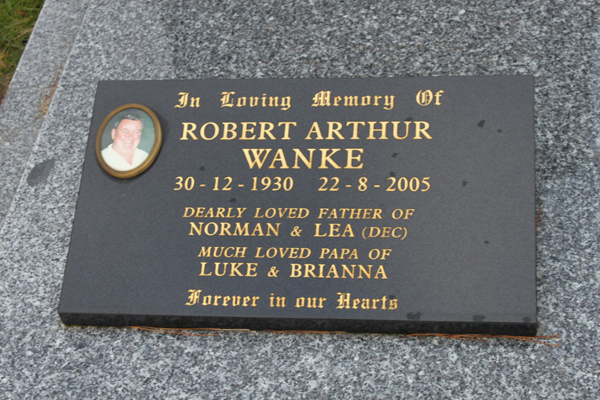 In Loving Memory Of
ROBERT ARTHUR
WANKE
30 - 12 - 1930 22 - 8 - 2005
DEARLY LOVED FATHER OF
NORMAN & LEA (DEC)
MUCH LOVED PAPA OF
LUKE & BRIANNA
Forever in our Hearts